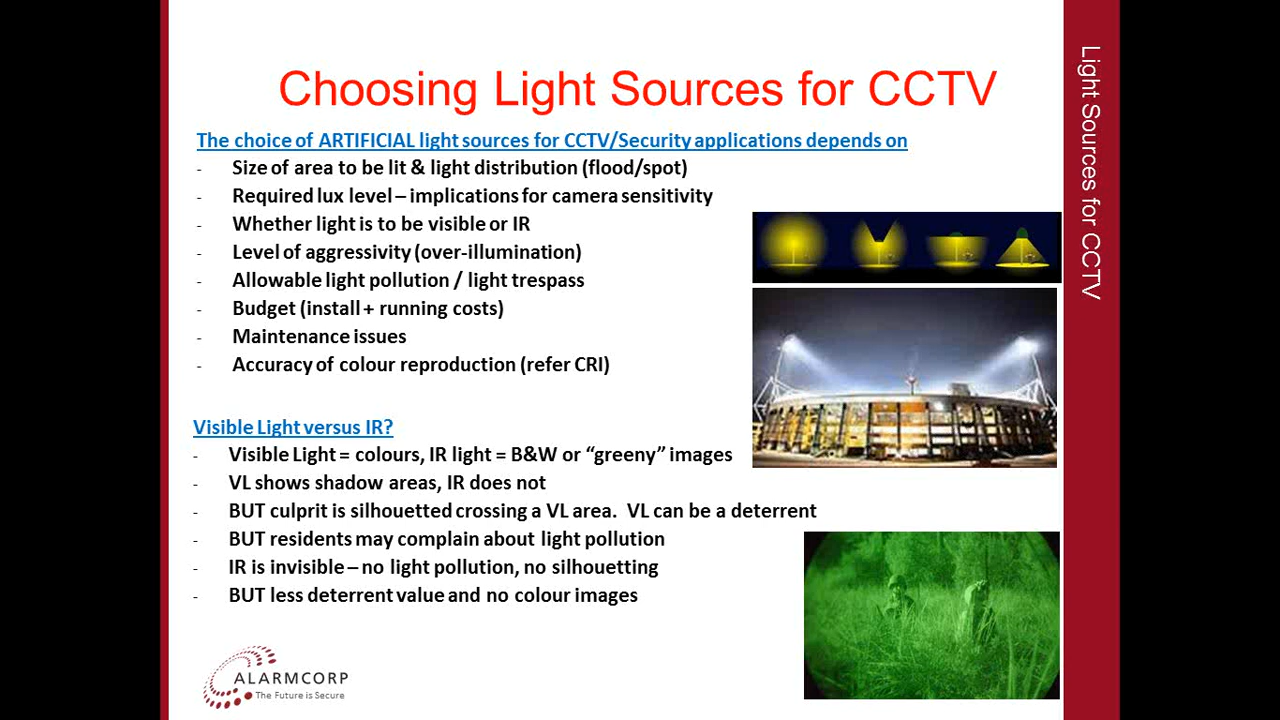 Choosing Light Sources for CCTV
The choice of ARTIFICIAL light sources for CCTV/Security applications depends on
- Size of area to be lit & light distribution (flood/spot)
- Required lux level – implications for camera sensitivity
- Whether light is to be visible or IR
- Level of aggressivity (over-illumination)
- Allowable light pollution / light trespass
- Budget (install + running costs)
- Maintenance issues
- Accuracy of colour reproduction (refer CRI)
Visible Light versus IR?
- Visible Light = colours, IR light = B&W or “greeny” images
- VL shows shadow areas, IR does not
- BUT culprit is silhouetted crossing a VL area.  VL can be a deterrent
- BUT residents may complain about light pollution
- IR is invisible – no light pollution, no silhouetting
- BUT less deterrent value and no colour images
ALARMCORP
The Future is Secure
Light Sources for CCTV